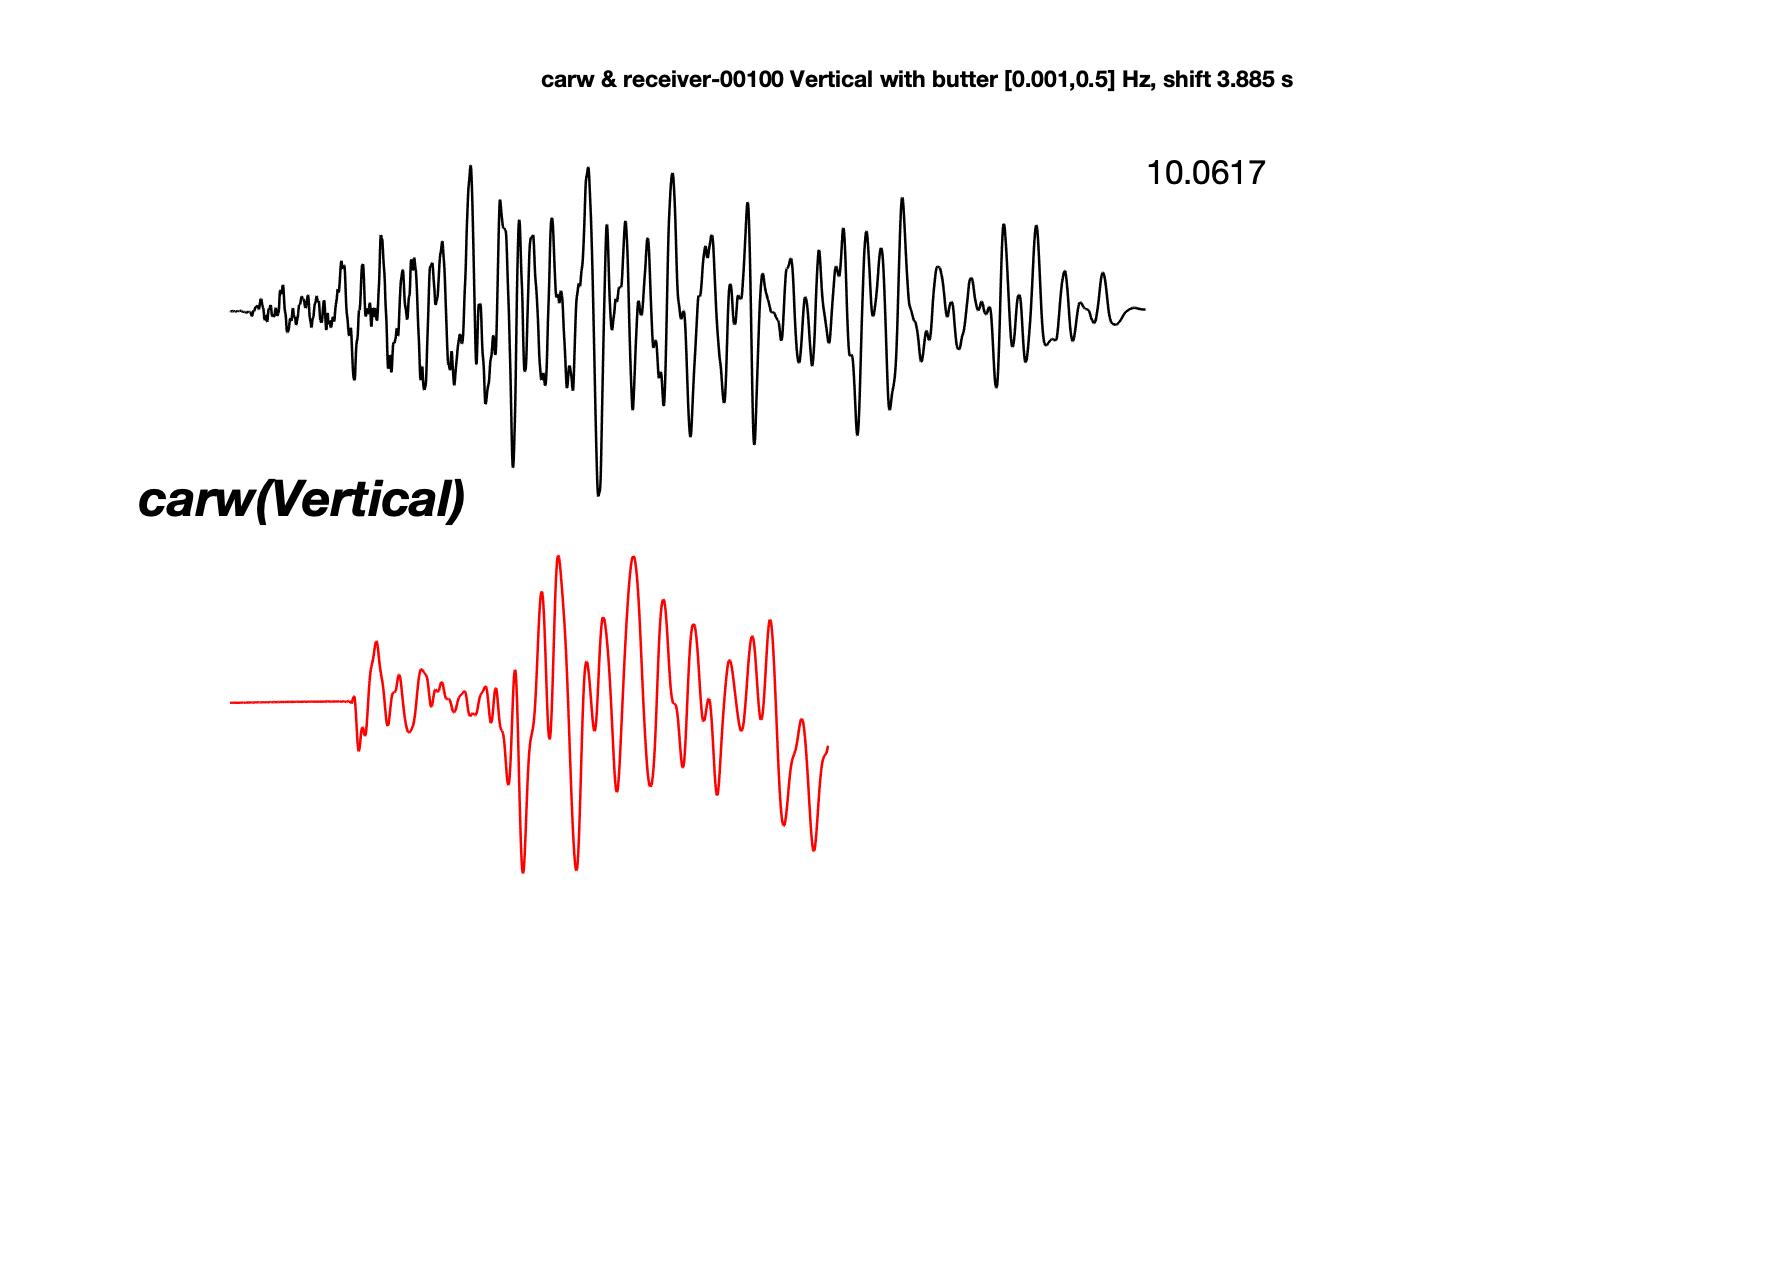 carw & receiver-00100 Vertical with butter [0.001,0.5] Hz, shift 3.885 s
10.0617
carw(Vertical)